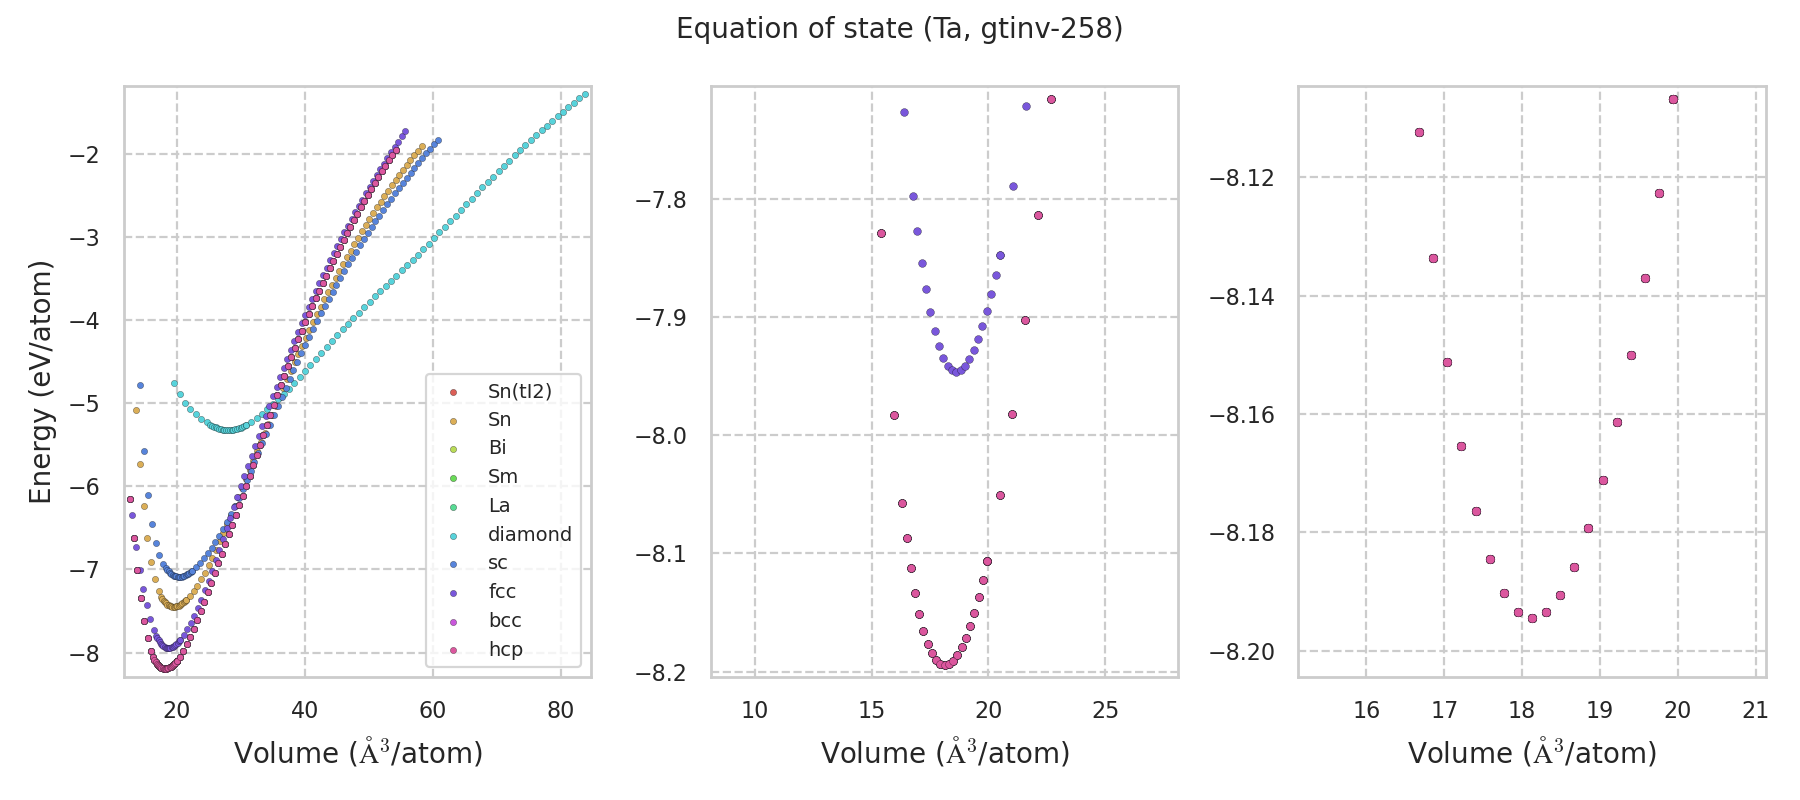 Equation of state (Ta, gtinv-258)
Energy (eV/atom)
−2
−3
−4
−5
−6
−7
−8
20 40 60 80
Volume (Å³/atom)
Sn(tI2)
Sn
Bi
Sm
La
diamond
sc
fcc
bcc
hcp
−7.8
−7.9
−8.0
−8.1
−8.2
10 15 20 25
Volume (Å³/atom)
−8.12
−8.14
−8.16
−8.18
−8.20
16 17 18 19 20 21
Volume (Å³/atom)